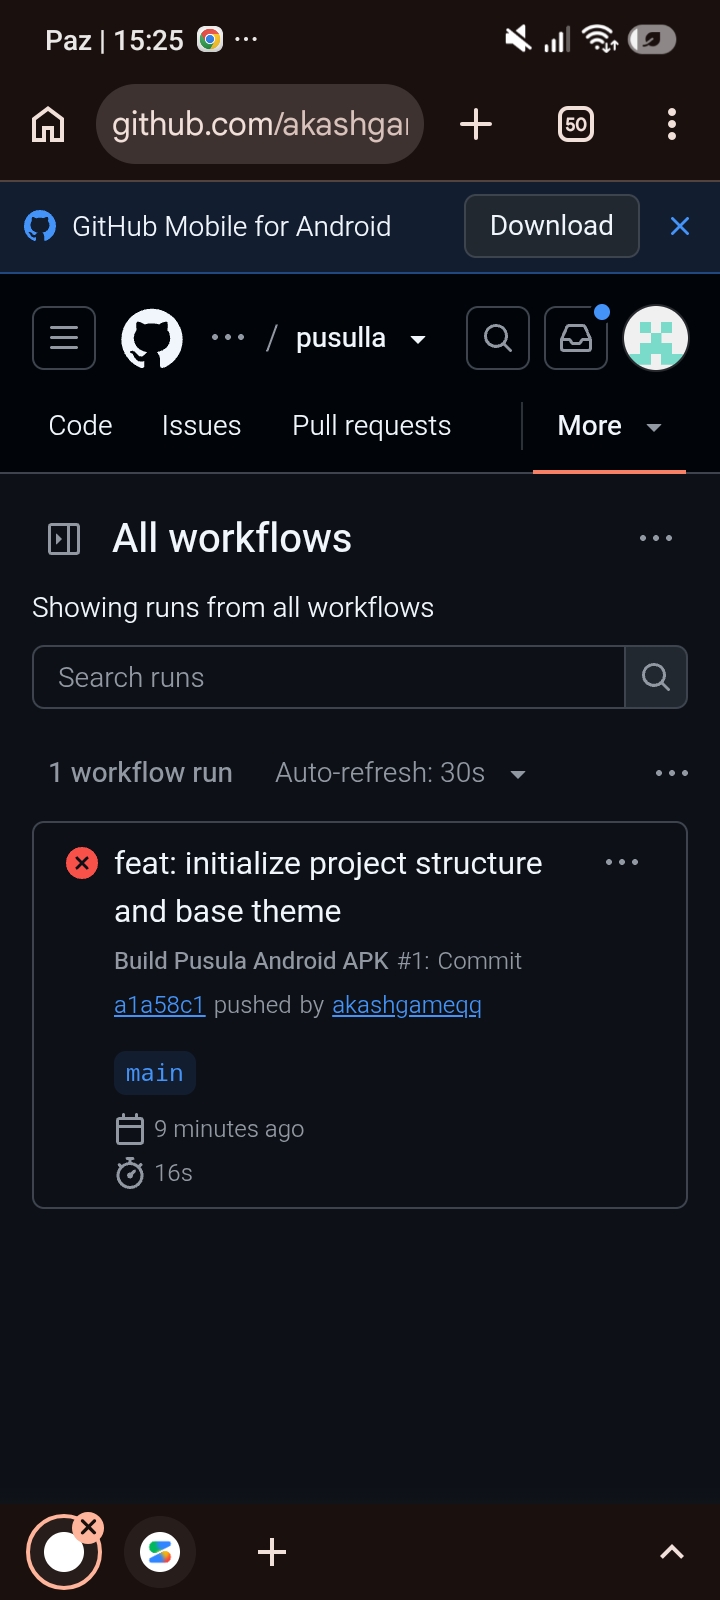 Paz | 15:25
github.com/akashgar
50
GitHub Mobile for Android
Download
pusulla
Code
Issues
Pull requests
More
All workflows
Showing runs from all workflows
Search runs
1 workflow run
Auto-refresh: 30s
feat: initialize project structure
and base theme
Build Pusula Android APK #1: Commit
a1a58c1 pushed by akashgameqq
main
9 minutes ago
16s